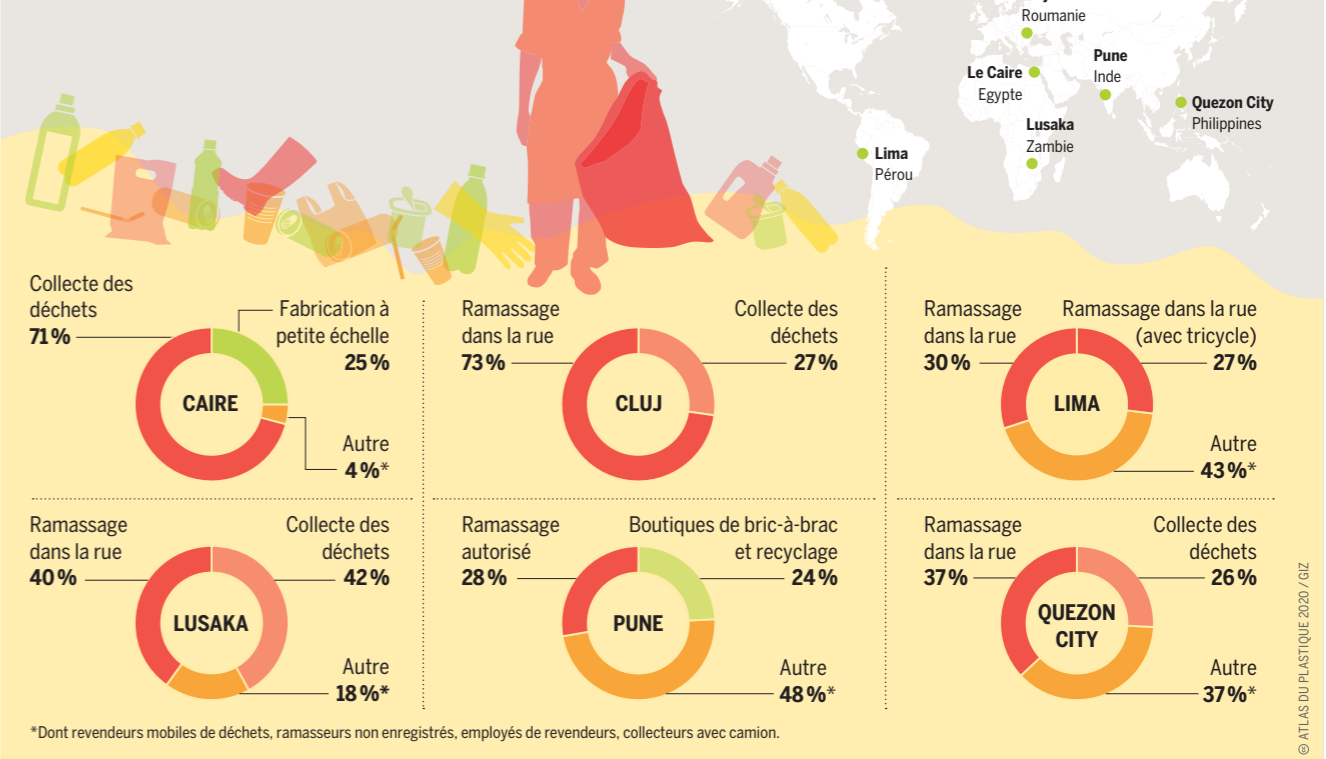 Roumanie
Pune
Inde
Le Caire
Egypte
Quezon City
Philippines
Lusaka
Zambie
Lima
Pérou
Collecte des
déchets
71 %
Fabrication à
petite échelle
25 %
CAIRE
Autre
4 %*
Ramassage
dans la rue
73 %
Collecte des
déchets
27 %
CLUJ
Ramassage
dans la rue
30 %
Ramassage dans la rue
(avec tricycle)
27 %
LIMA
Autre
43 %*
Ramassage
dans la rue
40 %
Collecte des
déchets
42 %
LUSAKA
Autre
18 %*
Ramassage
autorisé
28 %
Boutiques de bric-à-brac
et recyclage
24 %
PUNE
Autre
48 %*
Ramassage
dans la rue
37 %
Collecte des
déchets
26 %
QUEZON
CITY
Autre
37 %*
*Dont revendeurs mobiles de déchets, ramasseurs non enregistrés, employés de revendeurs, collecteurs avec camion.
🄯 ATLAS DU PLASTIQUE 2020 / GIZ